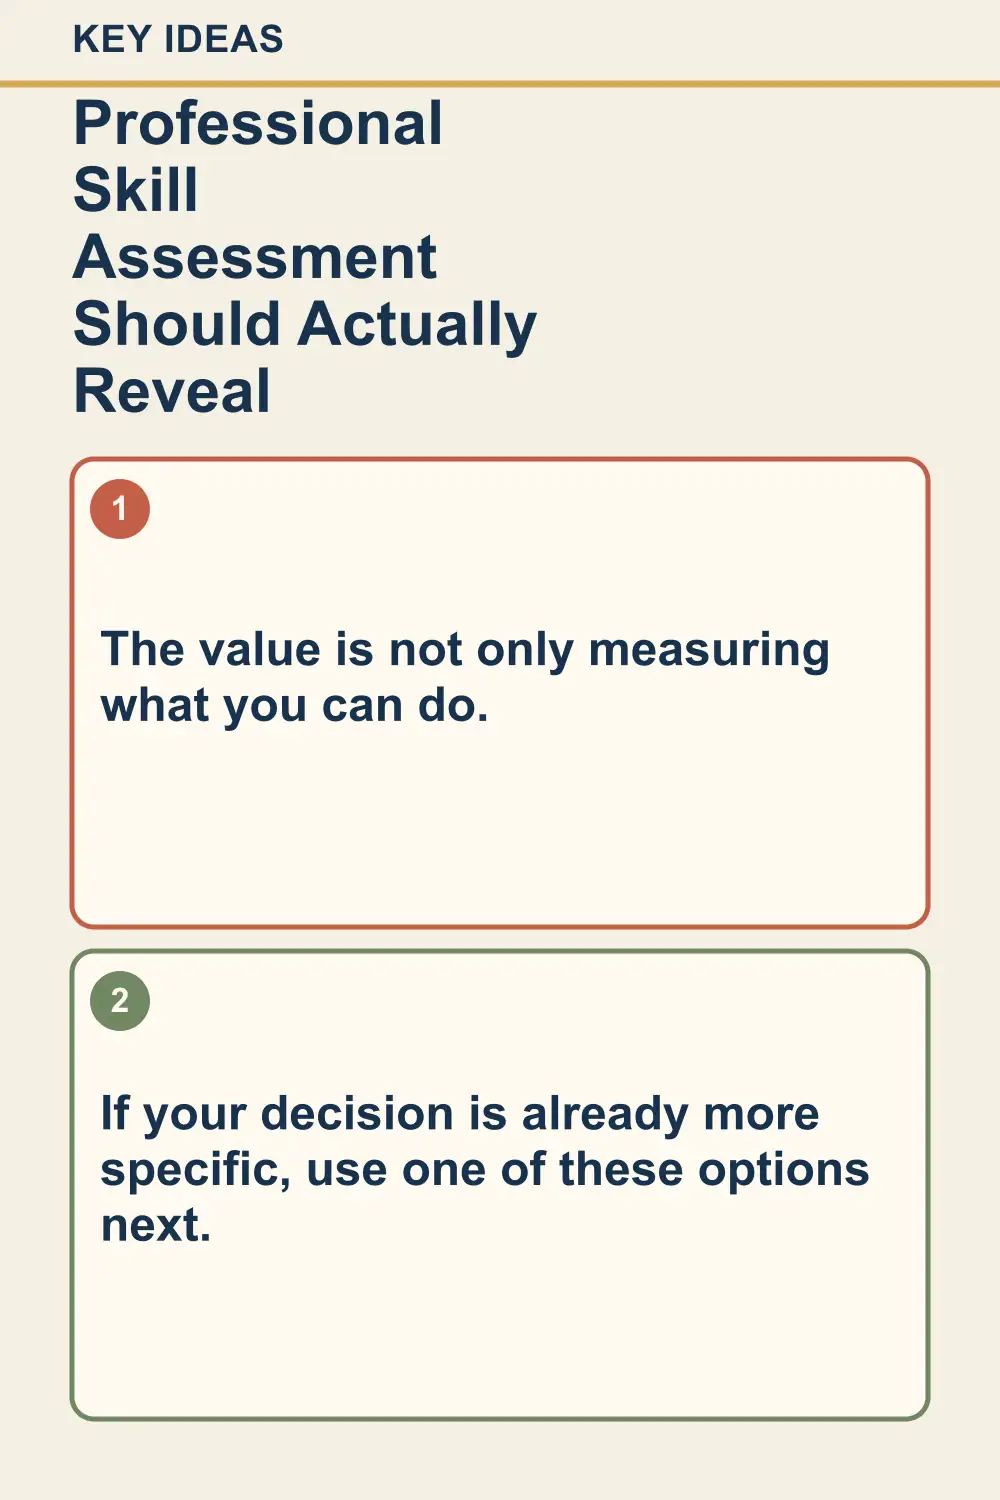 KEY IDEAS
Professional
Skill
Assessment
Should Actually
Reveal
1
The value is not only measuring
what you can do.
2
If your decision is already more
specific, use one of these options
next.